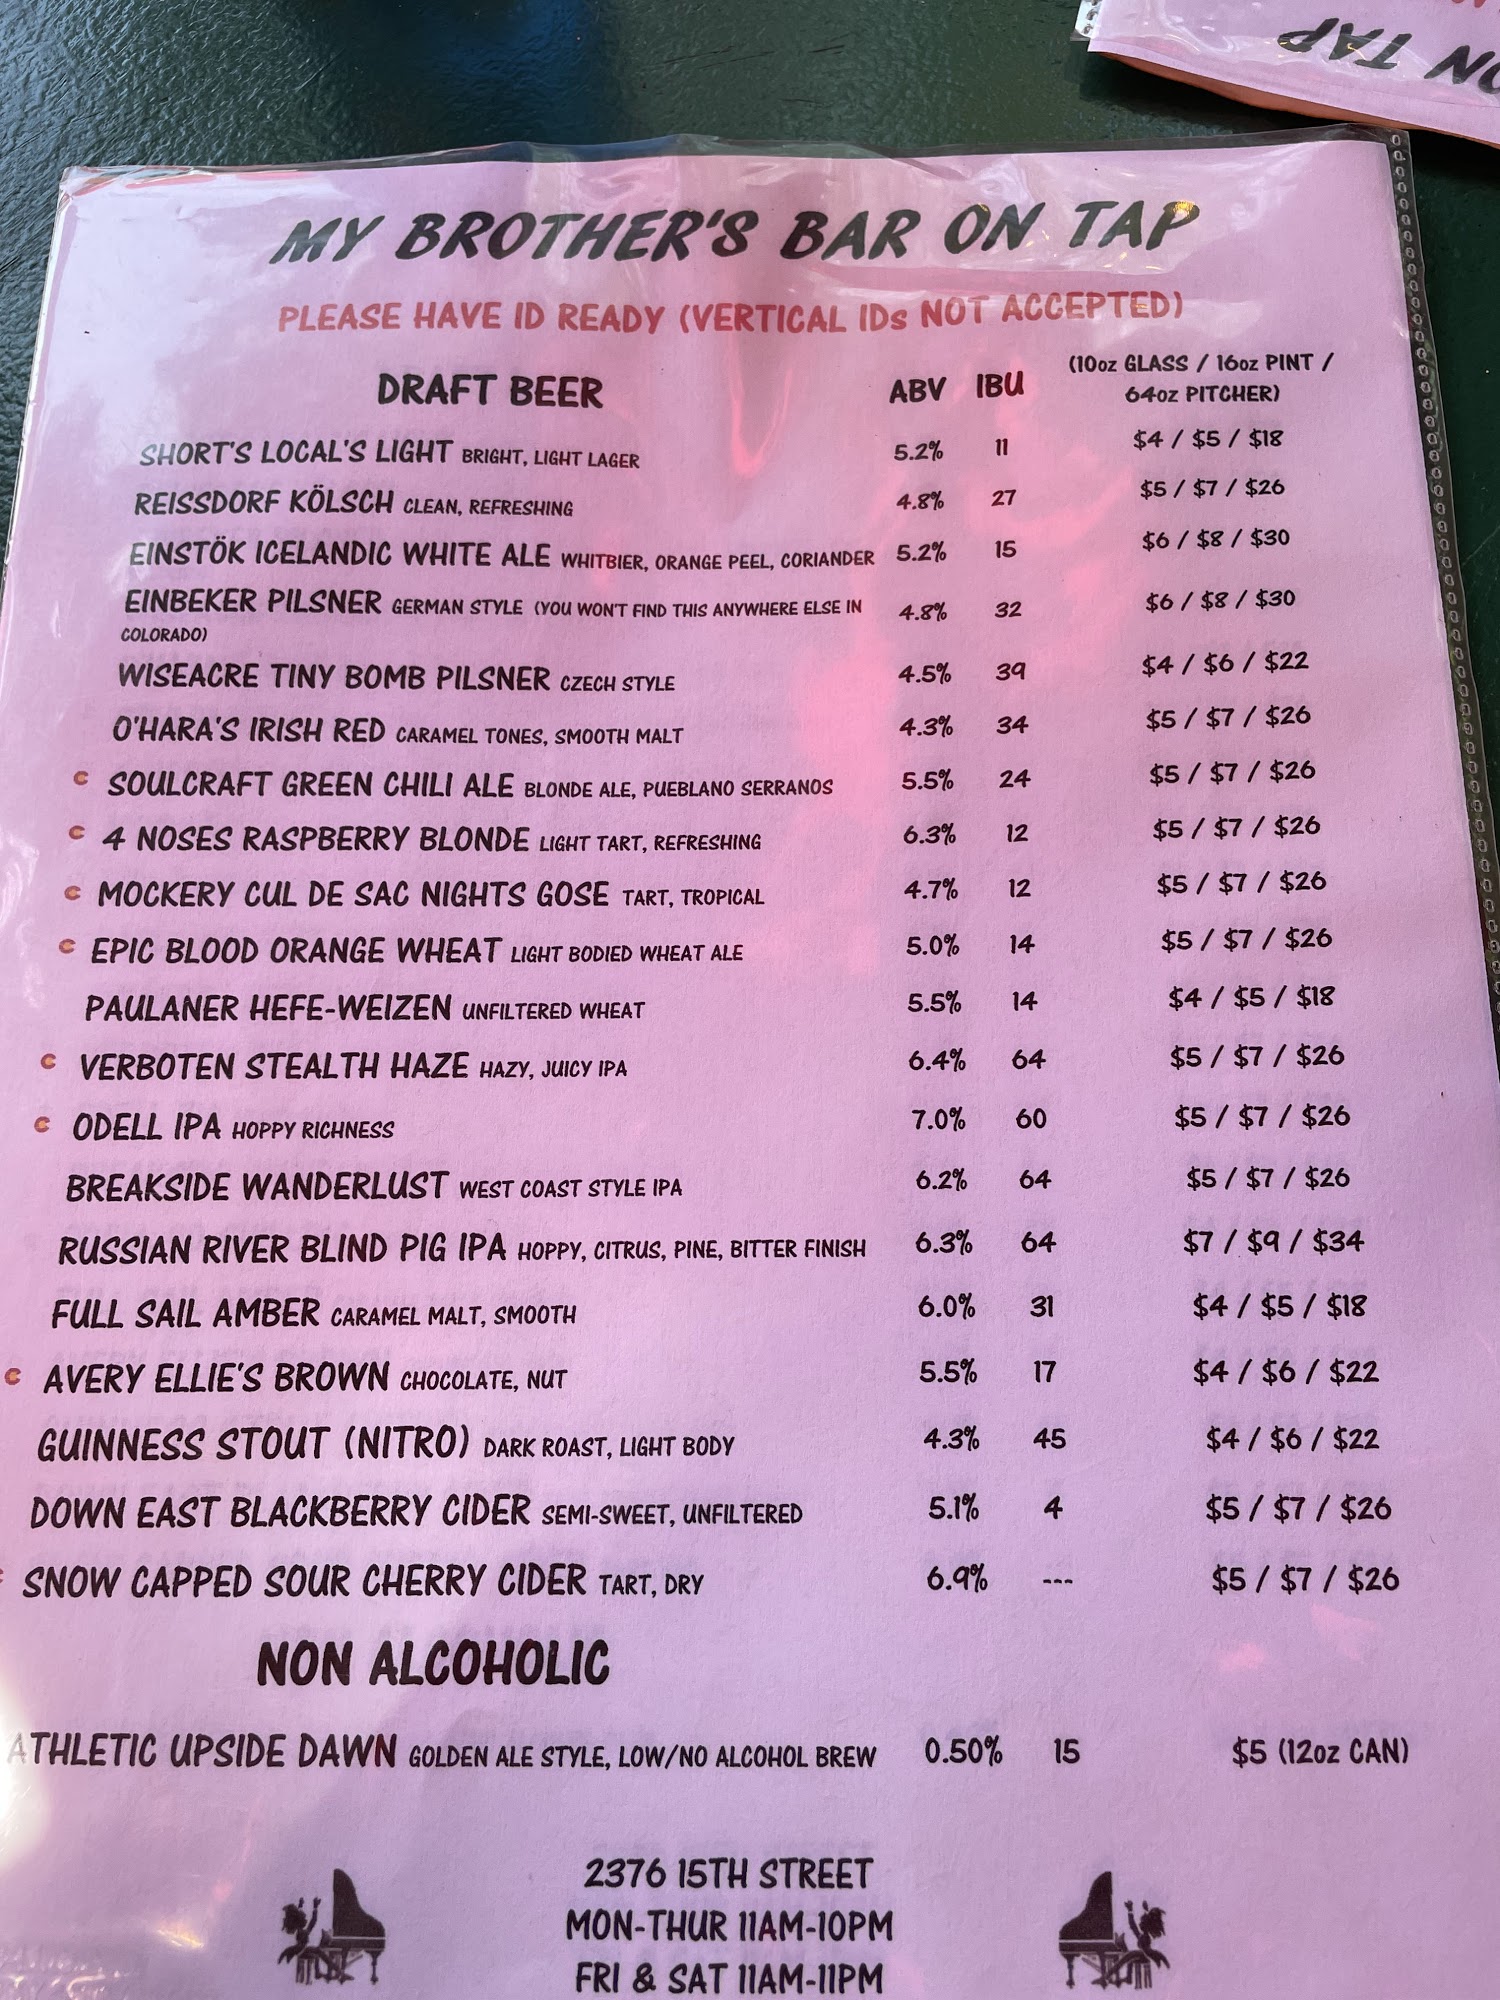 ON TAP
MY BROTHER'S BAR ON TAP
PLEASE HAVE ID READY (VERTICAL IDs NOT ACCEPTED)
DRAFT BEER ABV IBU (10oz GLASS / 16oz PINT /
64oz PITCHER)
SHORT'S LOCAL'S LIGHT BRIGHT, LIGHT LAGER 5.2% 11 $4 / $5 / $18
REISSDORF KÖLSCH CLEAN, REFRESHING 4.8% 27 $5 / $7 / $26
EINSTÖK ICELANDIC WHITE ALE WHITBIER, ORANGE PEEL, CORIANDER 5.2% 15 $6 / $8 / $30
EINBEKER PILSNER GERMAN STYLE (YOU WON'T FIND THIS ANYWHERE ELSE IN 4.8% 32 $6 / $8 / $30
COLORADO)
WISEACRE TINY BOMB PILSNER CZECH STYLE 4.5% 39 $4 / $6 / $22
O'HARA'S IRISH RED CARAMEL TONES, SMOOTH MALT 4.3% 34 $5 / $7 / $26
C SOULCRAFT GREEN CHILI ALE BLONDE ALE, PUEBLANO SERRANOS 5.5% 24 $5 / $7 / $26
C 4 NOSES RASPBERRY BLONDE LIGHT TART, REFRESHING 6.3% 12 $5 / $7 / $26
C MOCKERY CUL DE SAC NIGHTS GOSE TART, TROPICAL 4.7% 12 $5 / $7 / $26
C EPIC BLOOD ORANGE WHEAT LIGHT BODIED WHEAT ALE 5.0% 14 $5 / $7 / $26
PAULANER HEFE-WEIZEN UNFILTERED WHEAT 5.5% 14 $4 / $5 / $18
C VERBOTEN STEALTH HAZE HAZY, JUICY IPA 6.4% 64 $5 / $7 / $26
C ODELL IPA HOPPY RICHNESS 7.0% 60 $5 / $7 / $26
BREAKSIDE WANDERLUST WEST COAST STYLE IPA 6.2% 64 $5 / $7 / $26
RUSSIAN RIVER BLIND PIG IPA HOPPY, CITRUS, PINE, BITTER FINISH 6.3% 64 $7 / $9 / $34
FULL SAIL AMBER CARAMEL MALT, SMOOTH 6.0% 31 $4 / $5 / $18
C AVERY ELLIE'S BROWN CHOCOLATE, NUT 5.5% 17 $4 / $6 / $22
GUINNESS STOUT (NITRO) DARK ROAST, LIGHT BODY 4.3% 45 $4 / $6 / $22
DOWN EAST BLACKBERRY CIDER SEMI-SWEET, UNFILTERED 5.1% 4 $5 / $7 / $26
C SNOW CAPPED SOUR CHERRY CIDER TART, DRY 6.9% --- $5 / $7 / $26
NON ALCOHOLIC
ATHLETIC UPSIDE DAWN GOLDEN ALE STYLE, LOW/NO ALCOHOL BREW 0.50% 15 $5 (12oz CAN)
2376 15TH STREET
MON-THUR 11AM-10PM
FRI & SAT 11AM-11PM